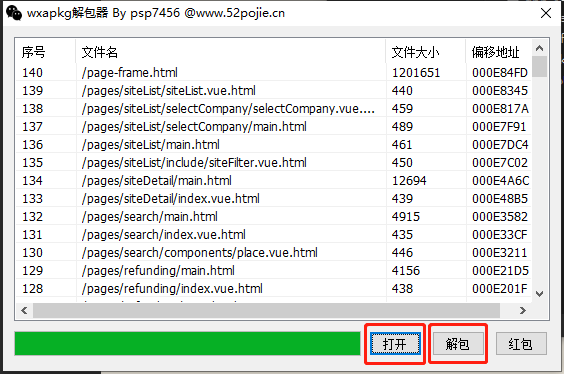 wxapkg解包器 By psp7456 @www.52pojie.cn
序号 文件名 文件大小 偏移地址
140 /page-frame.html 1201651 000E84FD
139 /pages/siteList/siteList.vue.html 440 000E8345
138 /pages/siteList/selectCompany/selectCompany.vue.... 459 000E817A
137 /pages/siteList/selectCompany/main.html 489 000E7F91
136 /pages/siteList/main.html 461 000E7DC4
135 /pages/siteList/include/siteFilter.vue.html 450 000E7C02
134 /pages/siteDetail/main.html 12694 000E4A6C
133 /pages/siteDetail/index.vue.html 439 000E48B5
132 /pages/search/main.html 4915 000E3582
131 /pages/search/index.vue.html 435 000E33CF
130 /pages/search/components/place.vue.html 446 000E3211
129 /pages/refunding/main.html 4156 000E21D5
128 /pages/refunding/index.vue.html 438 000E201F
打开 解包 红包